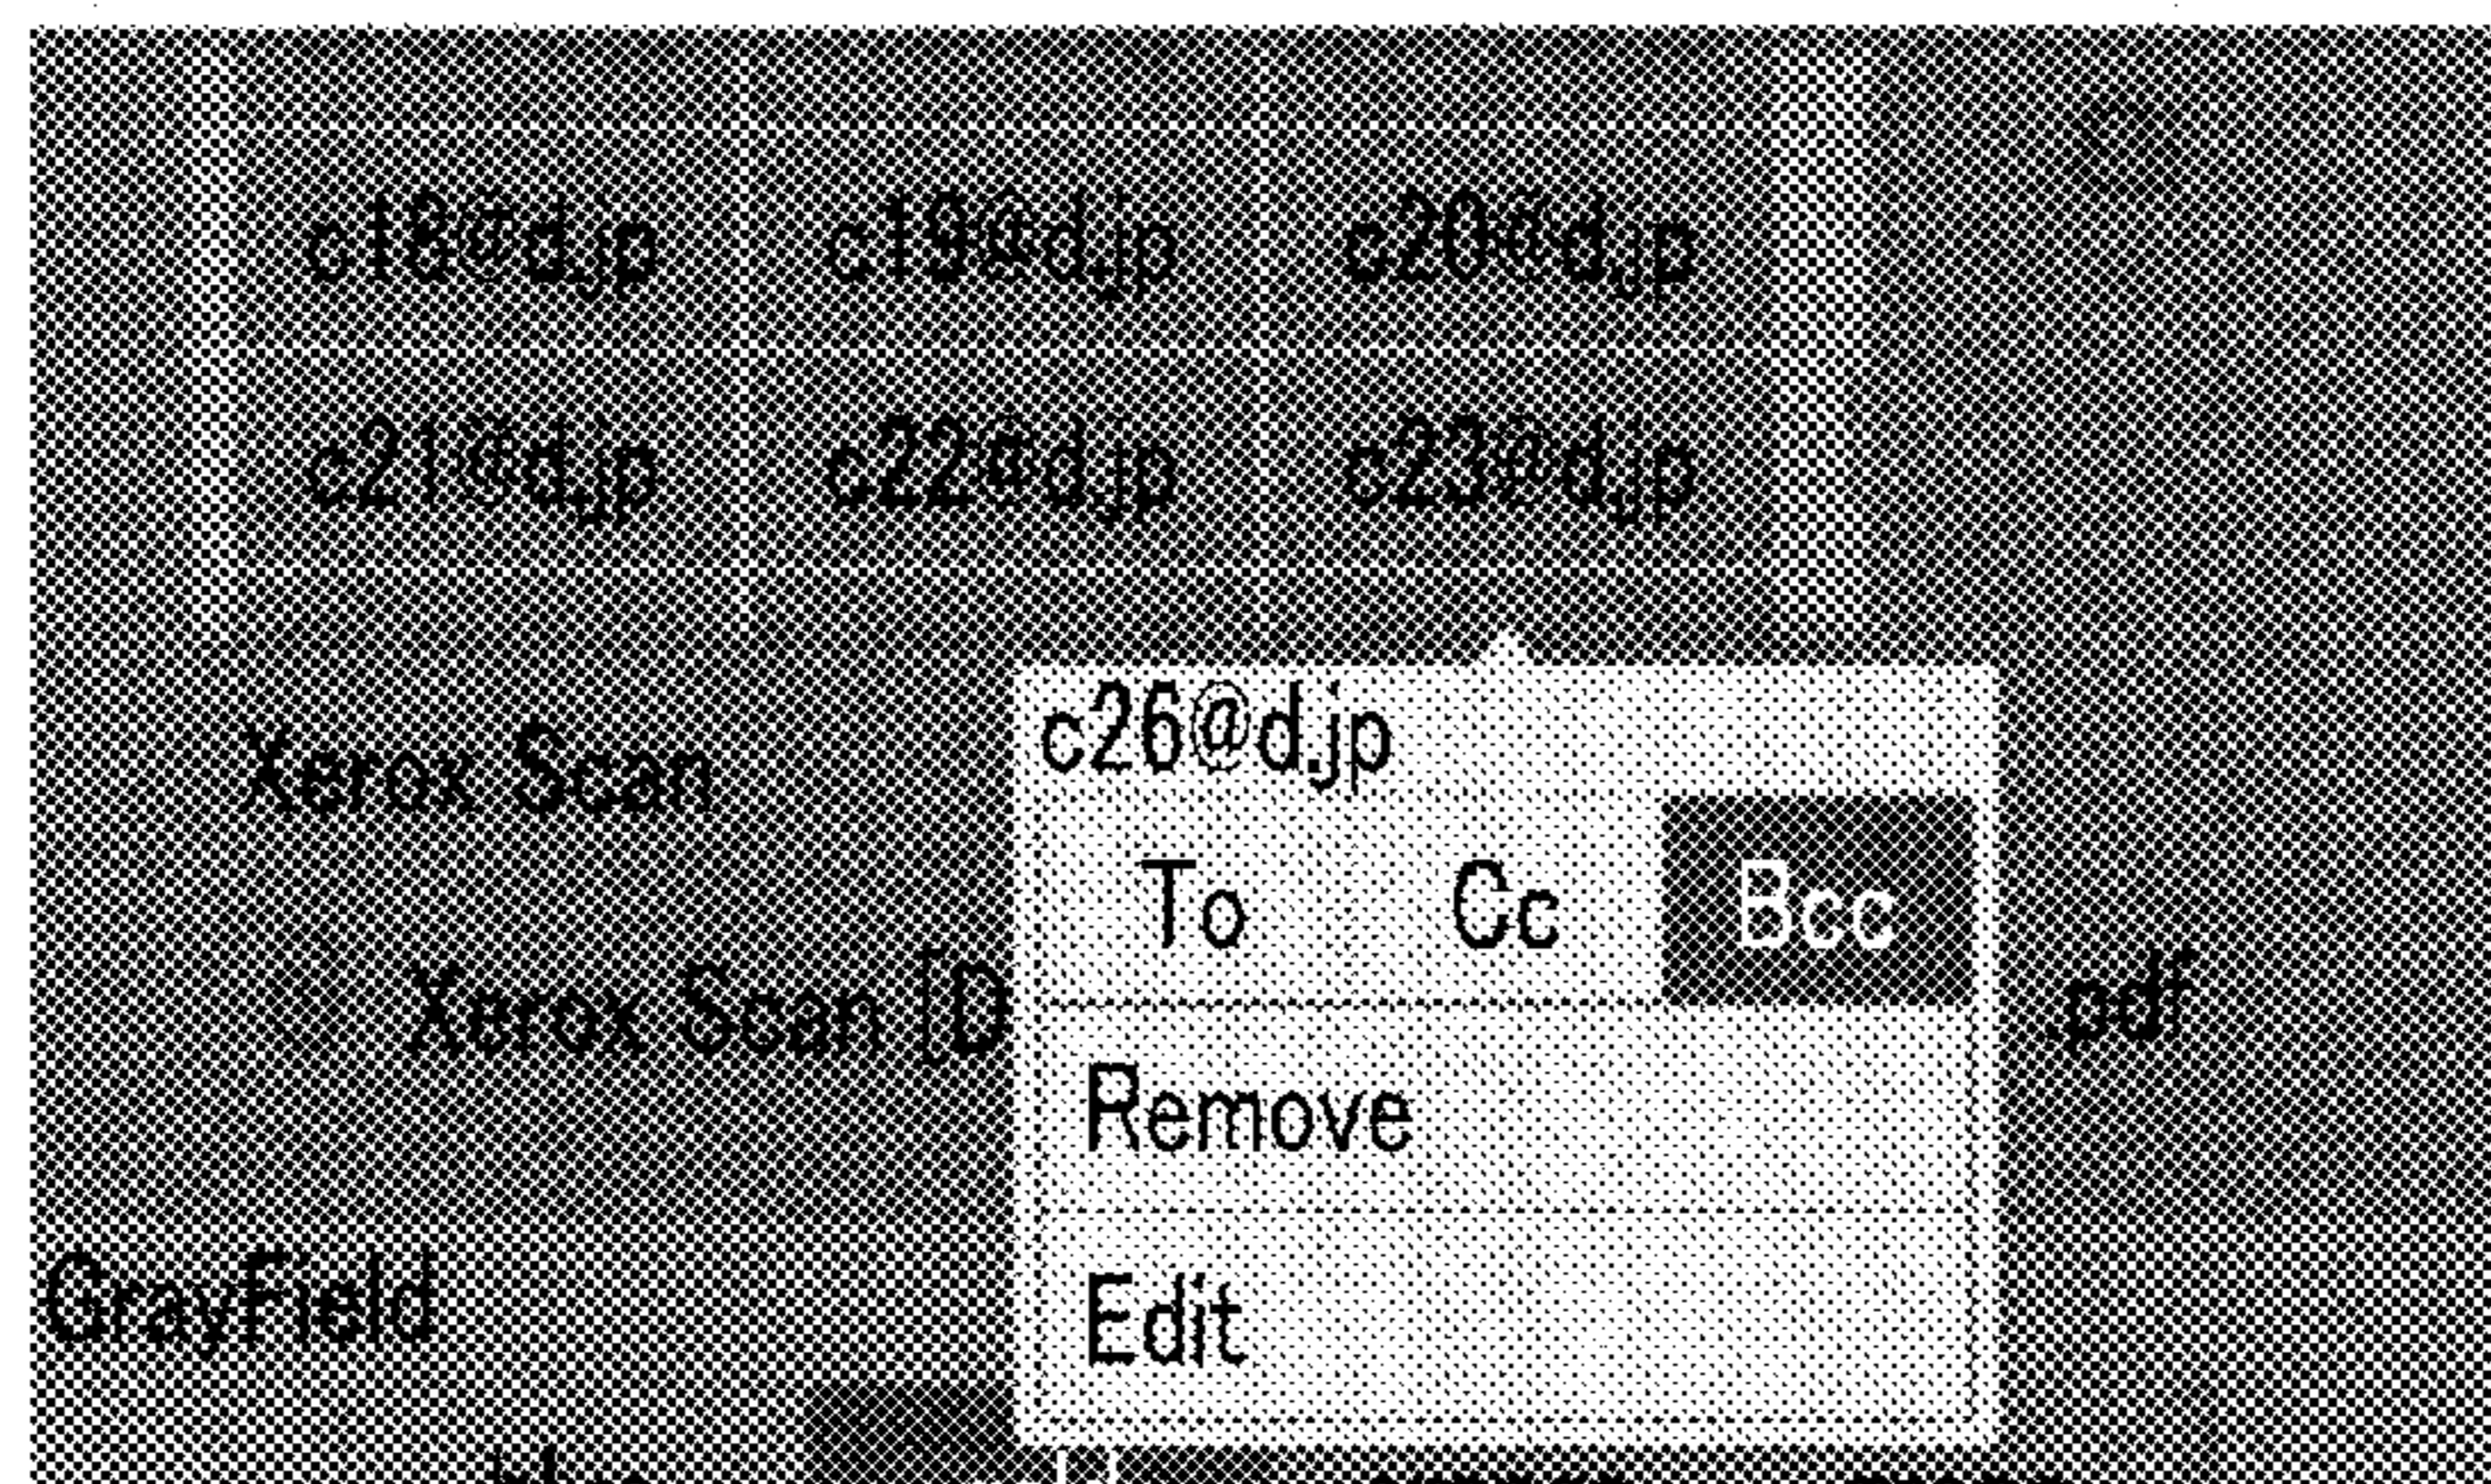 c18@d.jp c19@d.jp c20@d.jp
c21@d.jp c22@d.jp c23@d.jp
c26@d.jp
Xerox Scan
To Cc Bcc
Xerox Scan [D .pdf
Remove
GrayField
Edit